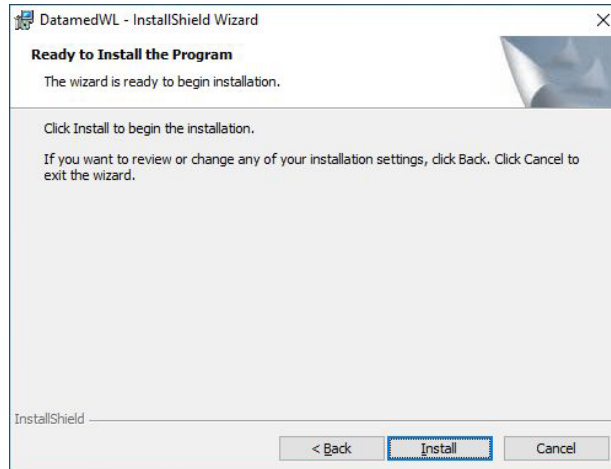 DatamedWL - InstallShield Wizard
Ready to Install the Program
The wizard is ready to begin installation.
Click Install to begin the installation.
If you want to review or change any of your installation settings, click Back. Click Cancel to
exit the wizard.
InstallShield
< Back Install Cancel